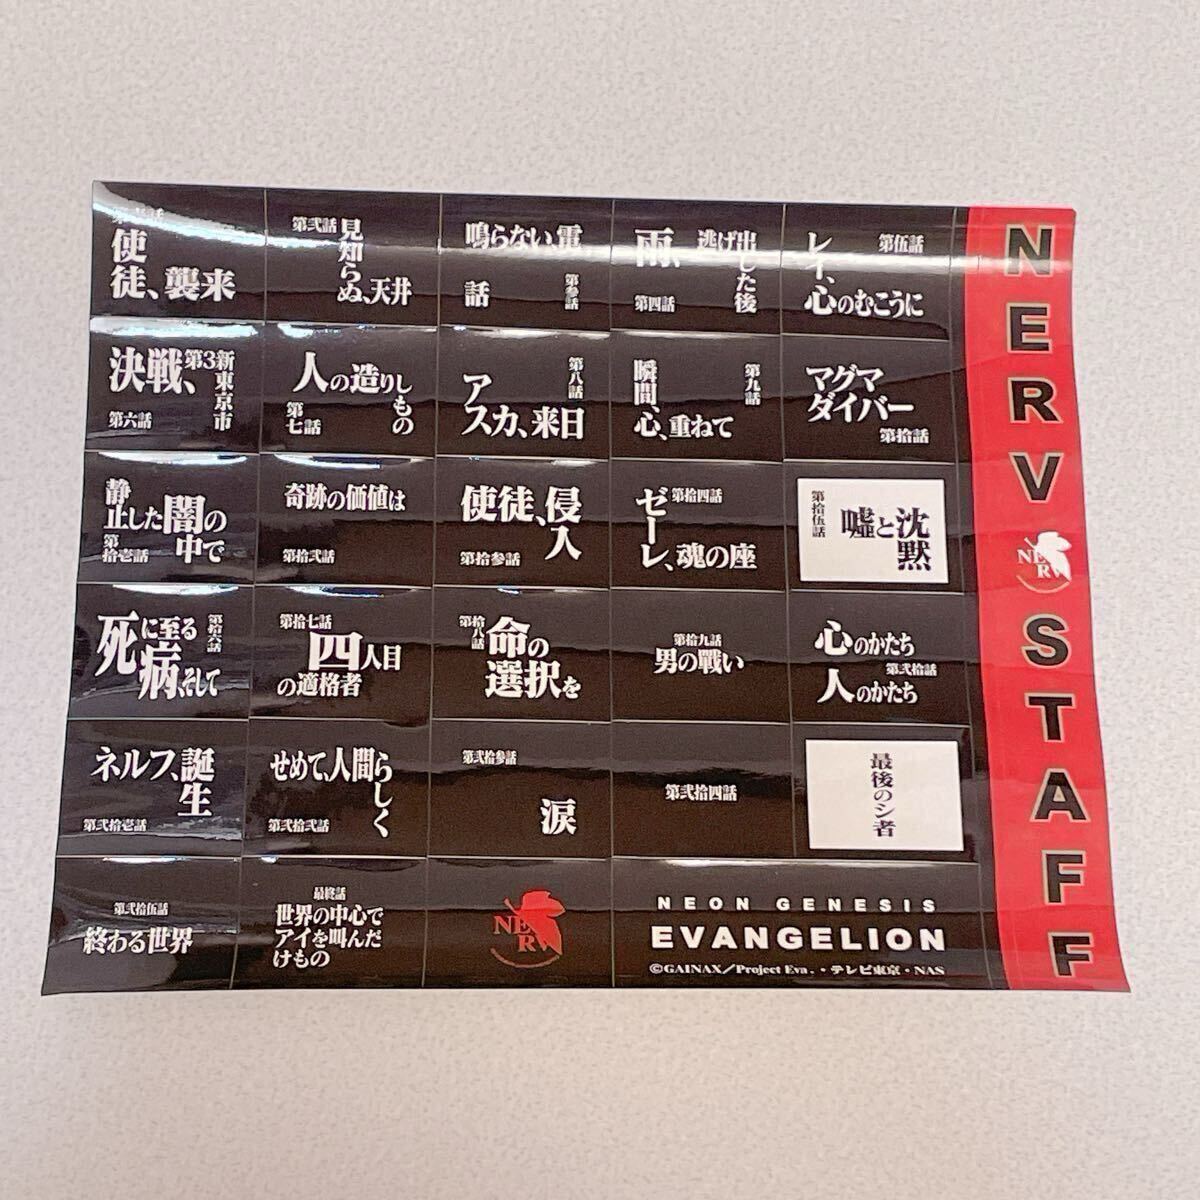 使
徒、襲来
第弐話
見知らぬ、天井
鳴らない、電
話
第参話
雨、
逃げ出した後
第四話
第伍話
レイ、
心のむこうに
決戦、
第3新東京市
第六話
人の造りしもの
第七話
第八話
ア
スカ、来日
第九話
瞬間、
心、重ねて
マグマ
ダイバー
第拾話
静
止した闇の
中で
第
拾壱話
奇跡の価値は
第拾弐話
使徒、侵入
第拾参話
第拾四話
ゼーレ、魂の座
第拾伍話
嘘と沈黙
第拾六話
死に至る
病、そして
第拾七話
四人目
の適格者
第拾八話
命の
選択を
第拾九話
男の戰い
心のかたち
第弐拾話
人のかたち
ネルフ、誕生
第弐拾壱話
せめて、人間らしく
第弐拾弐話
第弐拾参話
涙
第弐拾四話
最後のシ者
第弐拾伍話
終わる世界
最終話
世界の中心で
アイを叫んだ
けもの
NERV
NEON GENESIS
EVANGELION
©GAINAX／Project Eva.・テレビ東京・NAS
NERV
NERV
STAFF